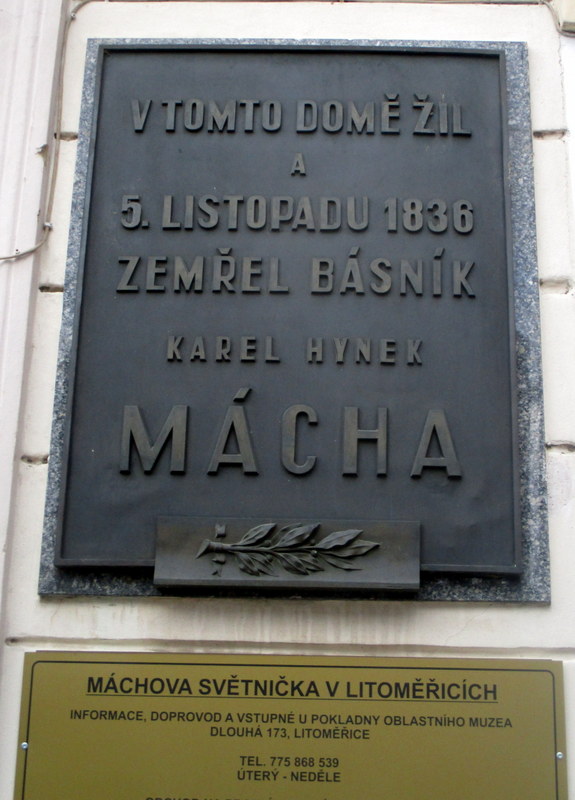 V TOMTO DOMĚ ŽIL
A
5. LISTOPADU 1836
ZEMŘEL BÁSNÍK
KAREL HYNEK
MÁCHA
MÁCHOVA SVĚTNIČKA V LITOMĚŘICÍCH
INFORMACE, DOPROVOD A VSTUPNÉ U POKLADNY OBLASTNÍHO MUZEA
DLOUHÁ 173, LITOMĚŘICE
TEL. 775 868 539
ÚTERÝ - NEDĚLE